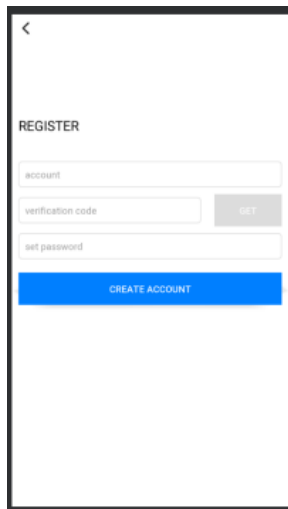 REGISTER
account
verification code
GET
set password
CREATE ACCOUNT